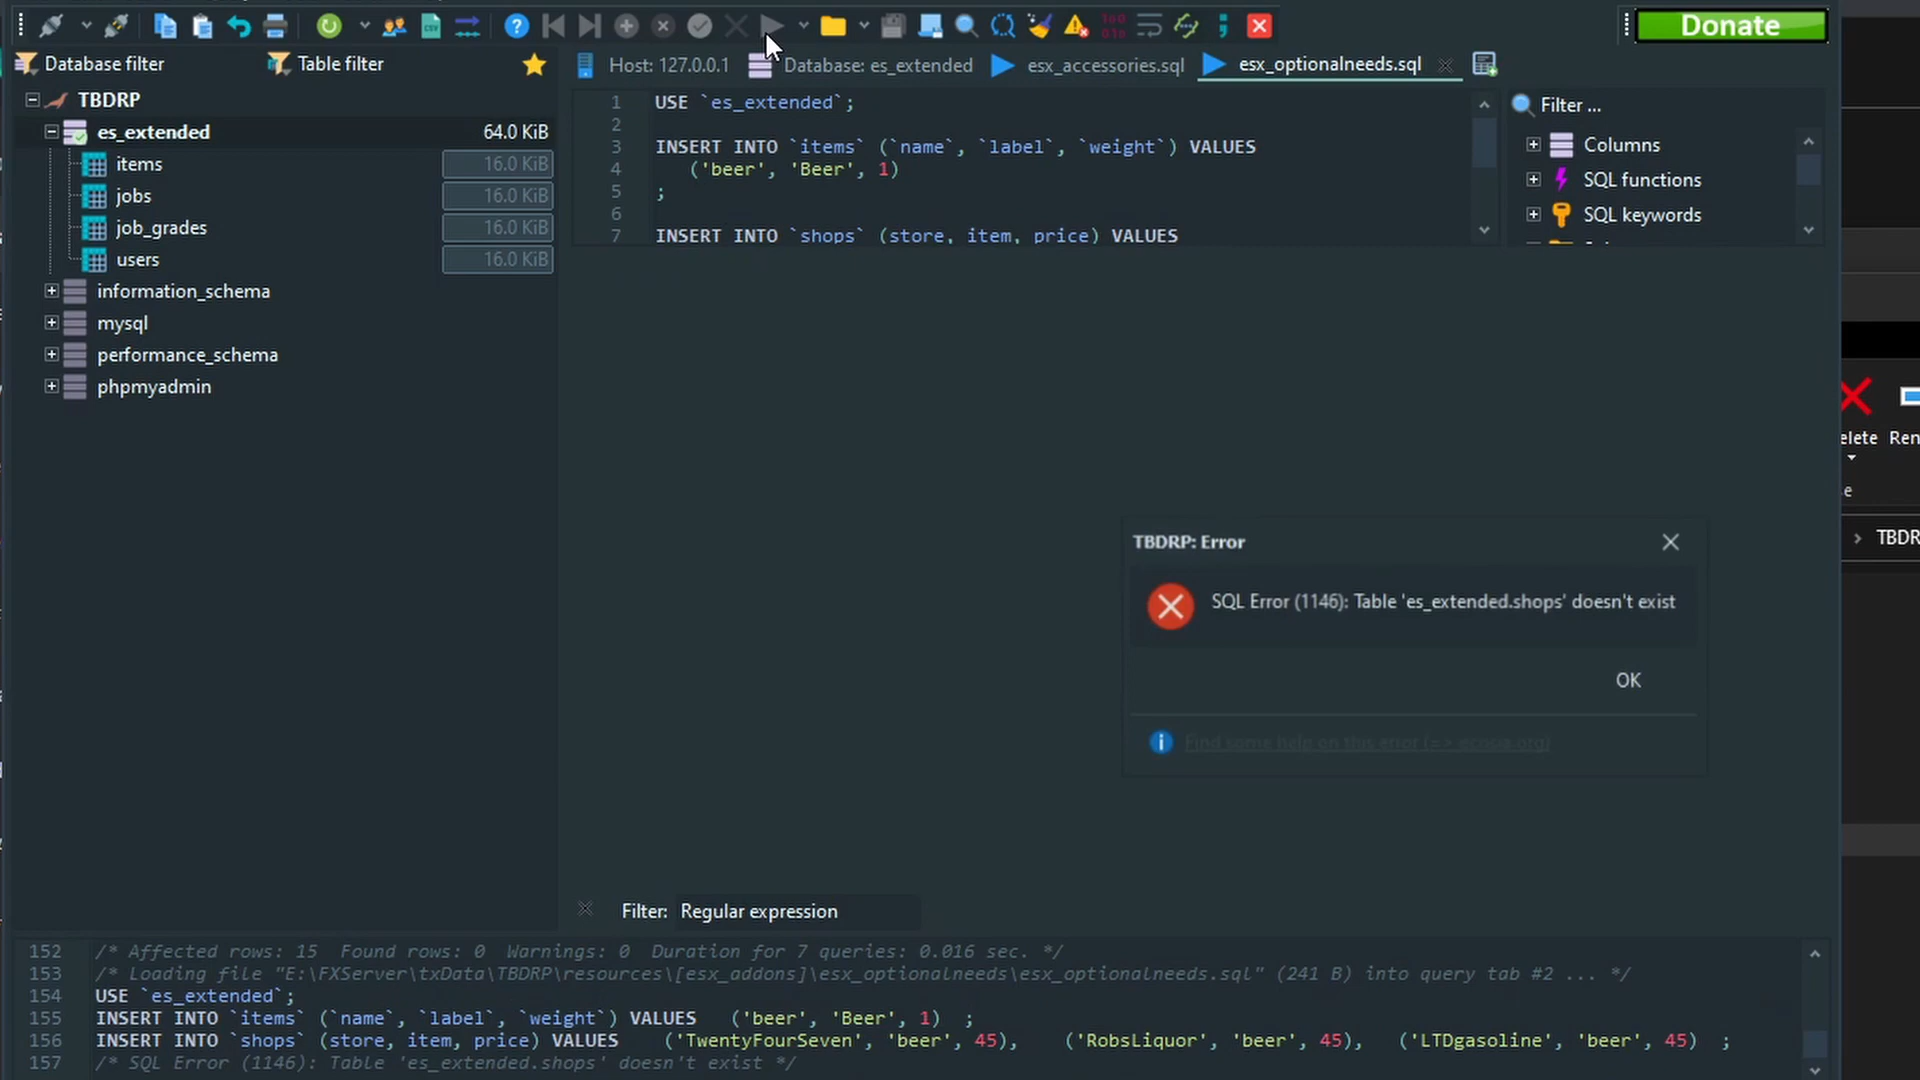 Donate
Database filter
Table filter
Host: 127.0.0.1
Database: es_extended
esx_accessories.sql
esx_optionalneeds.sql
TBDRP
es_extended
64.0 KiB
items
16.0 KiB
jobs
16.0 KiB
job_grades
16.0 KiB
users
16.0 KiB
information_schema
mysql
performance_schema
phpmyadmin
1 USE `es_extended`;
2
3 INSERT INTO `items` (`name`, `label`, `weight`) VALUES
4 ('beer', 'Beer', 1)
5 ;
6
7 INSERT INTO `shops` (store, item, price) VALUES
Filter ...
Columns
SQL functions
SQL keywords
elete
Ren
e
TBDR
TBDRP: Error
SQL Error (1146): Table 'es_extended.shops' doesn't exist
OK
Find some help on this error (=> ecosia.org)
Filter: Regular expression
152 /* Affected rows: 15 Found rows: 0 Warnings: 0 Duration for 7 queries: 0.016 sec. */
153 /* Loading file "E:\FXServer\txData\TBDRP\resources\[esx_addons]\esx_optionalneeds\esx_optionalneeds.sql" (241 B) into query tab #2 ... */
154 USE `es_extended`;
155 INSERT INTO `items` (`name`, `label`, `weight`) VALUES ('beer', 'Beer', 1) ;
156 INSERT INTO `shops` (store, item, price) VALUES ('TwentyFourSeven', 'beer', 45), ('RobsLiquor', 'beer', 45), ('LTDgasoline', 'beer', 45) ;
157 /* SQL Error (1146): Table 'es_extended.shops' doesn't exist */